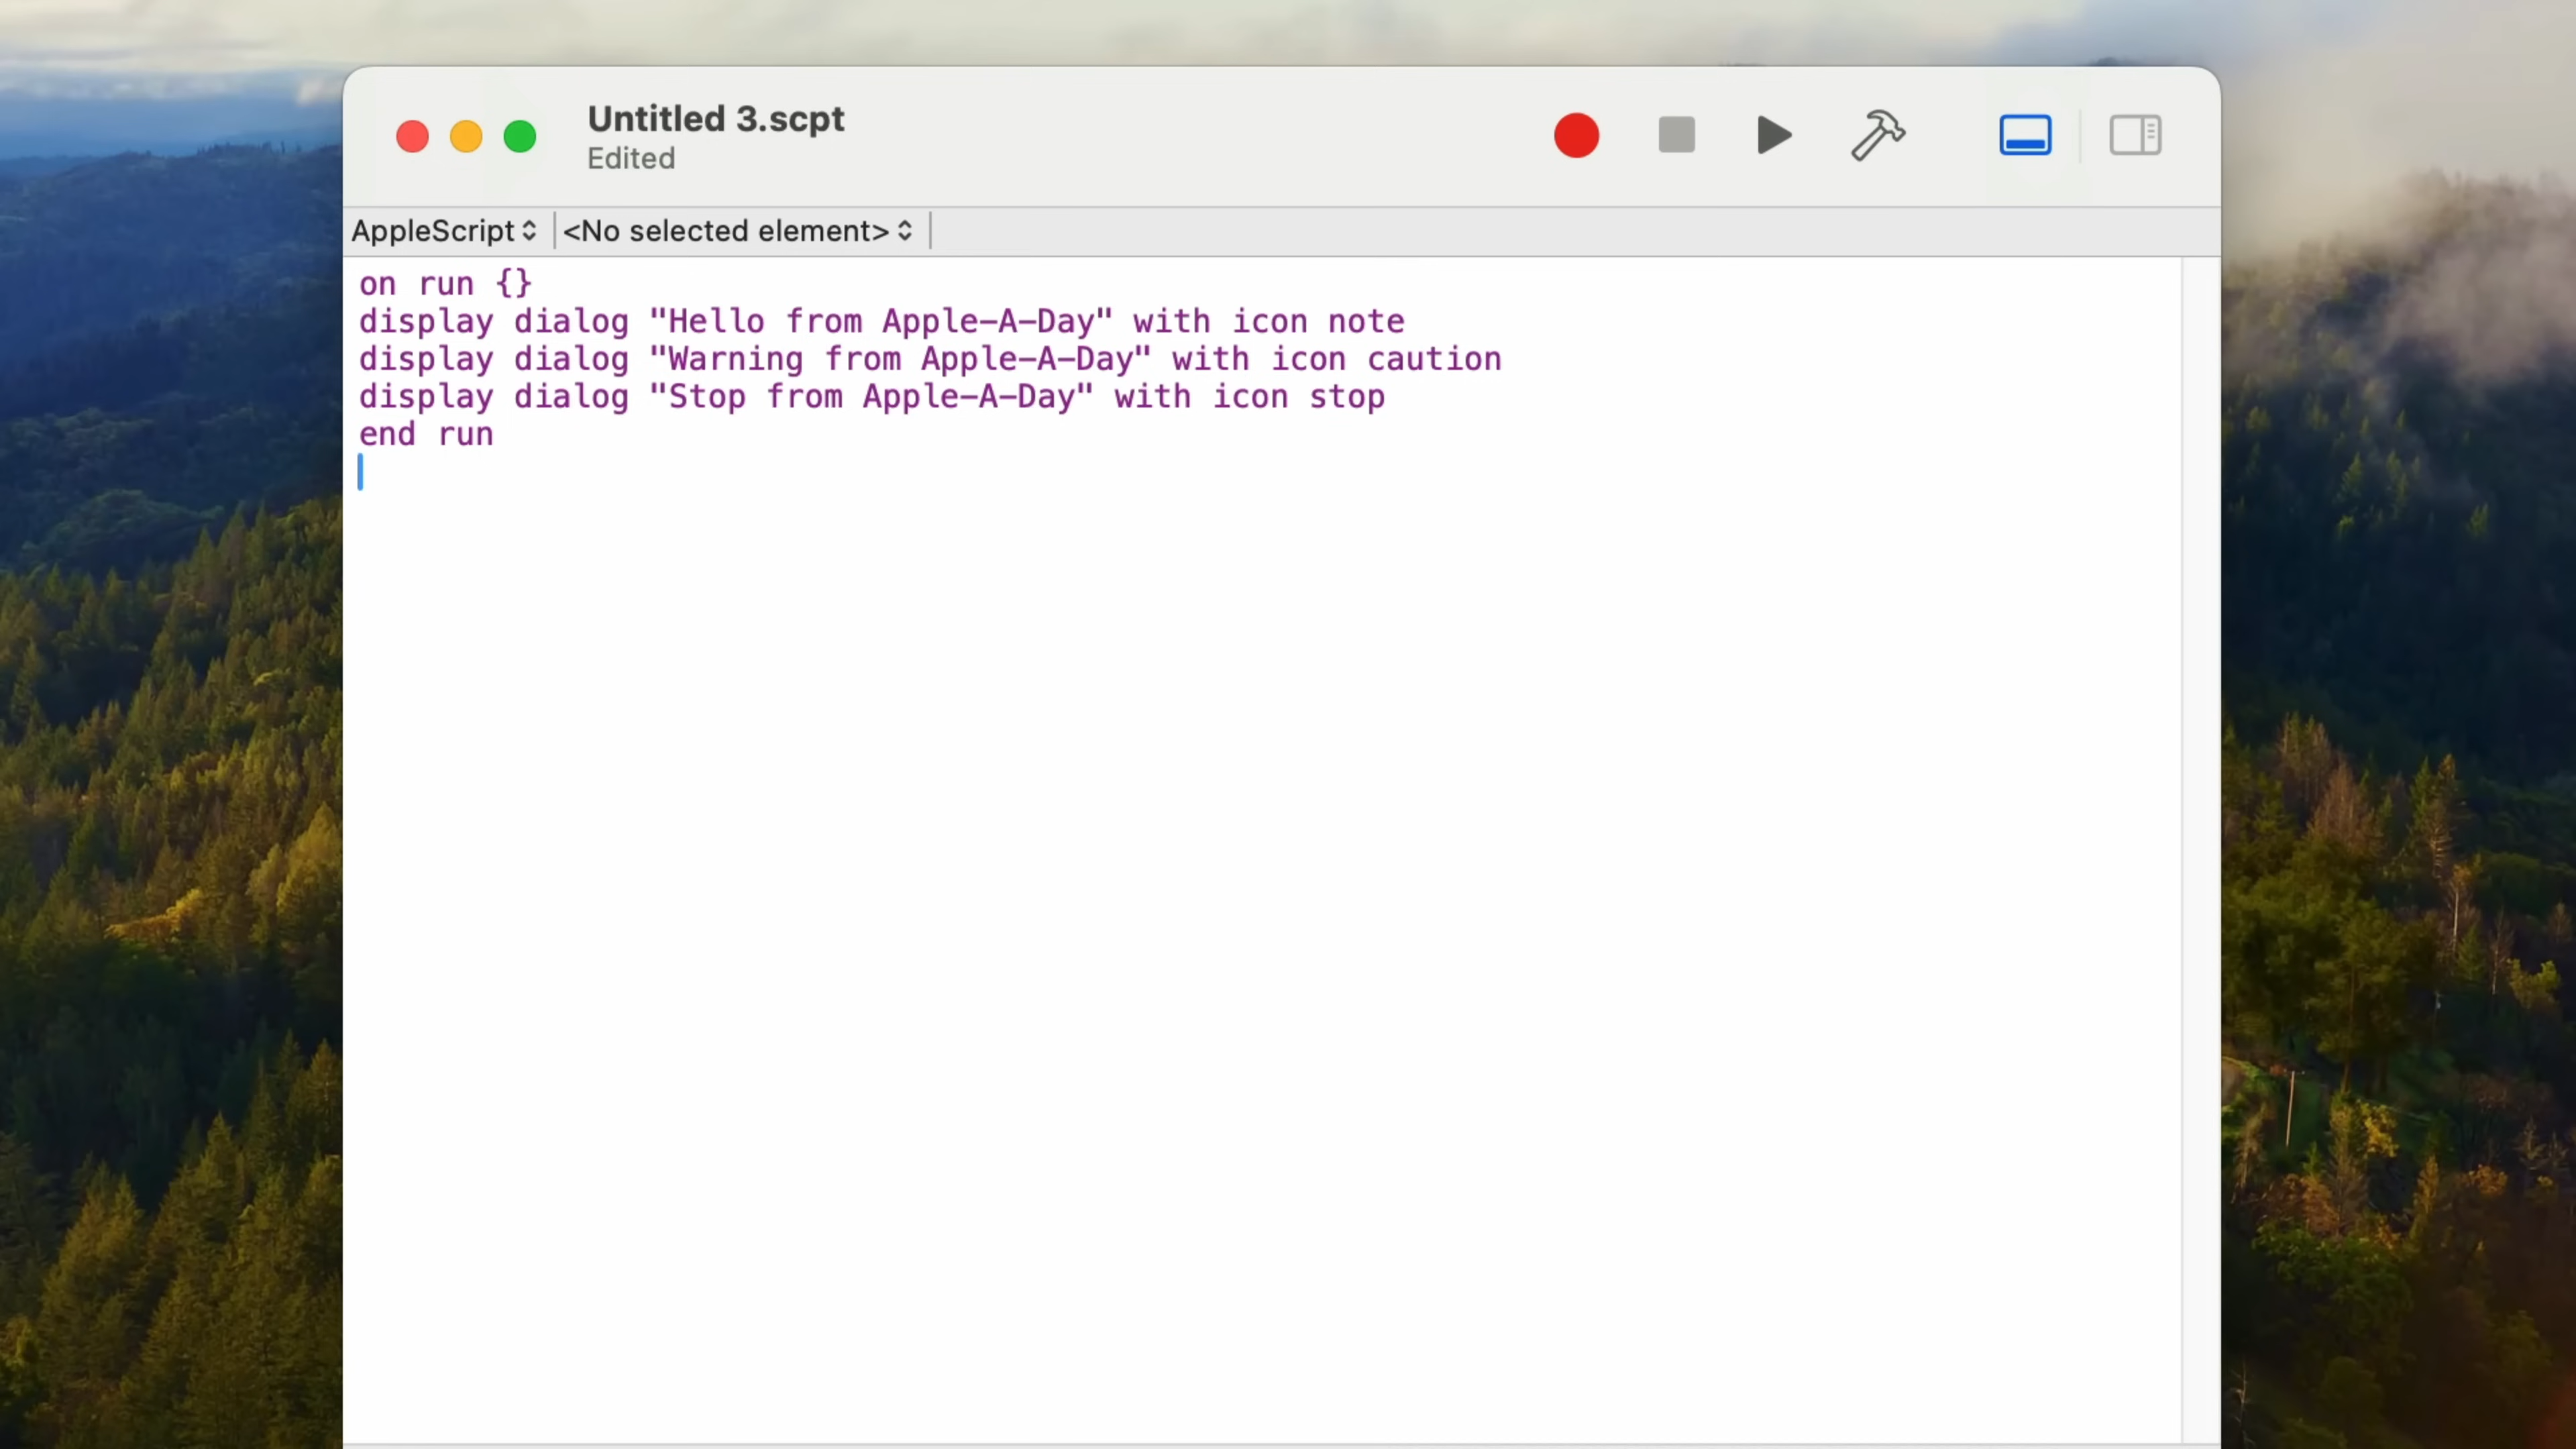 Untitled 3.scpt
Edited
AppleScript <No selected element>
on run {}
display dialog "Hello from Apple-A-Day" with icon note
display dialog "Warning from Apple-A-Day" with icon caution
display dialog "Stop from Apple-A-Day" with icon stop
end run